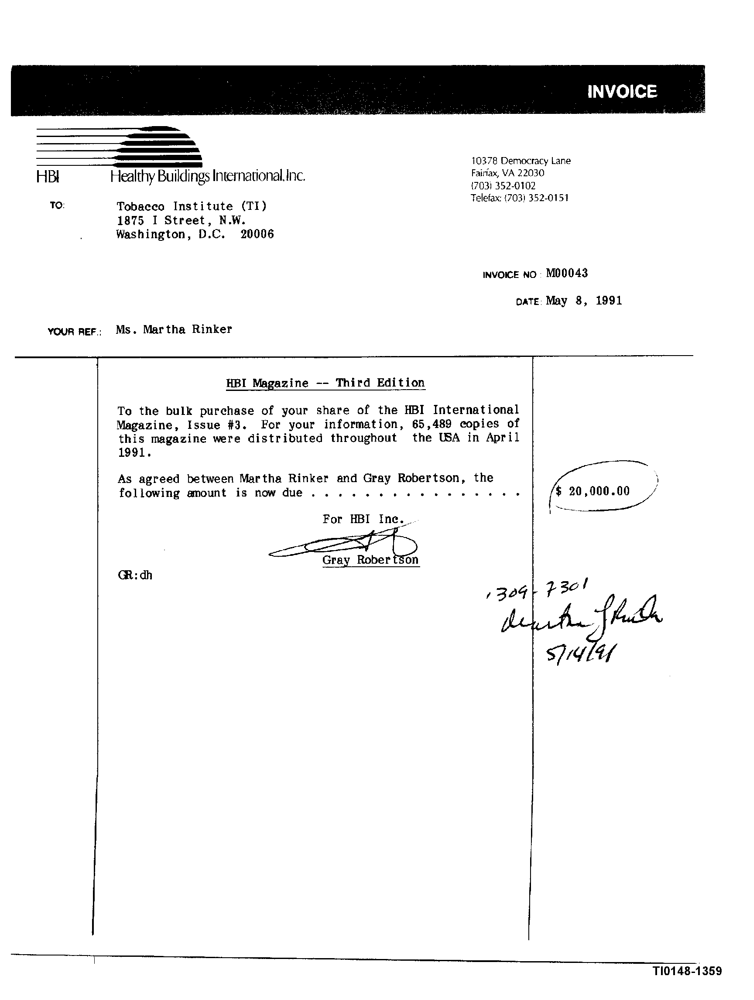 INVOICE
HBI Healthy Buildings International, Inc.
10378 Democracy Lane
Fairfax, VA 22030
(703) 352-0102
Telefax: (703) 352-0151
TO: Tobacco Institute (TI)
1875 I Street, N.W.
Washington, D.C. 20006
INVOICE NO: M00043
DATE: May 8, 1991
YOUR REF.: Ms. Martha Rinker
HBI Magazine -- Third Edition
To the bulk purchase of your share of the HBI International
Magazine, Issue #3. For your information, 65,489 copies of
this magazine were distributed throughout the USA in April
1991.
As agreed between Martha Rinker and Gray Robertson, the
following amount is now due . . . . . . . . . . . . . . . . $ 20,000.00
For HBI Inc.
Gray Robertson
GR:dh
1309-7301
5/14/91
TI0148-1359